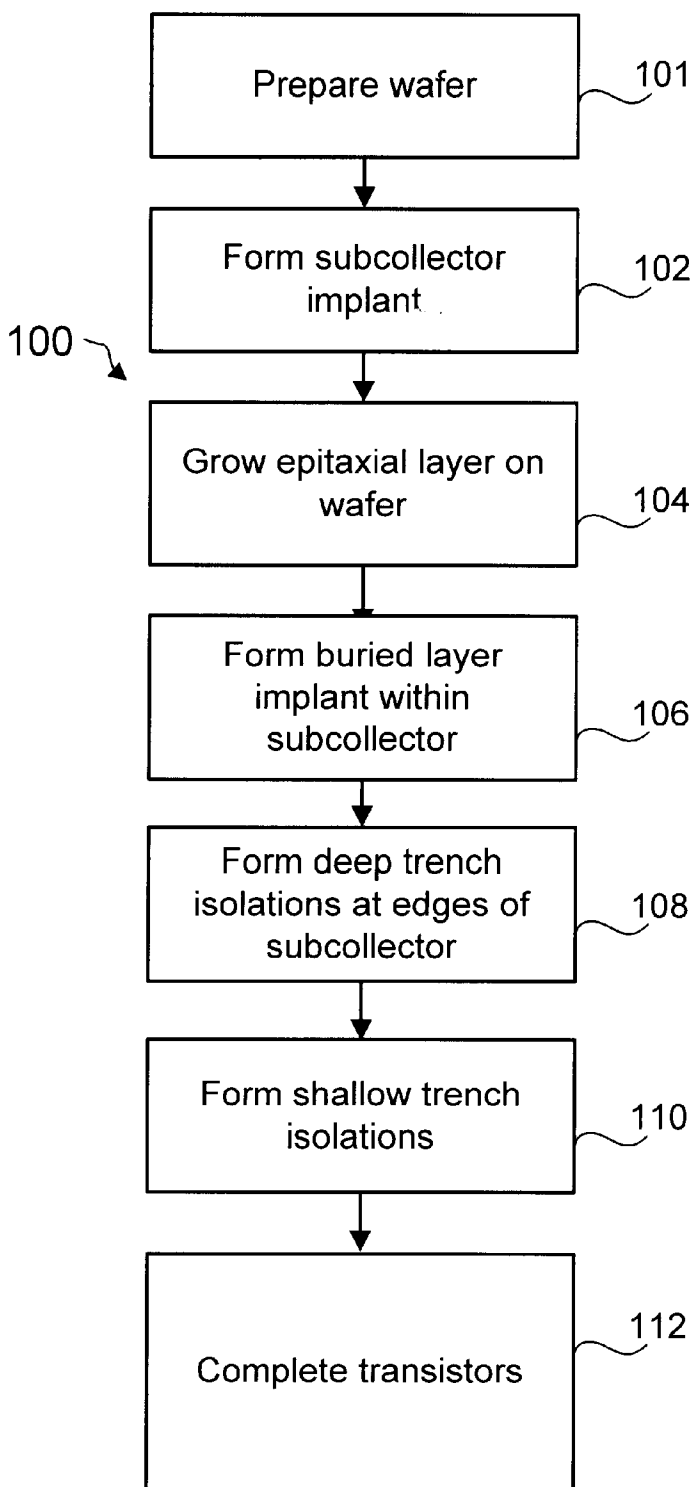 Prepare wafer
101
Form subcollector
implant
102
100
Grow epitaxial layer on
wafer
104
Form buried layer
implant within
subcollector
106
Form deep trench
isolations at edges of
subcollector
108
Form shallow trench
isolations
110
Complete transistors
112